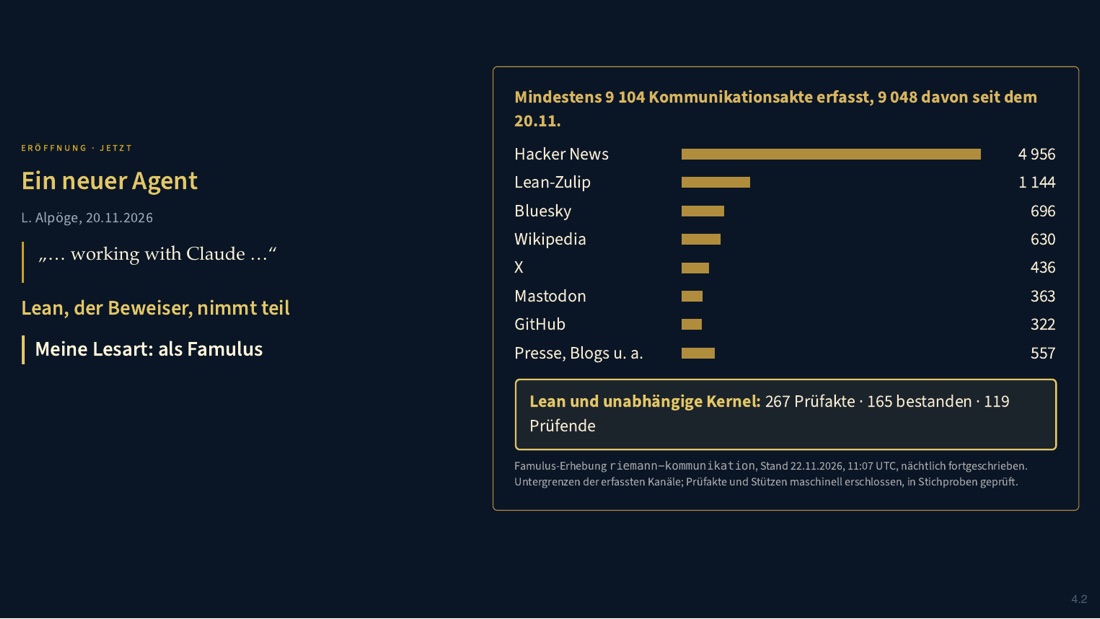 ERÖFFNUNG · JETZT
Ein neuer Agent
L. Alpöge, 20.11.2026
„… working with Claude …“
Lean, der Beweiser, nimmt teil
Meine Lesart: als Famulus
Mindestens 9 104 Kommunikationsakte erfasst, 9 048 davon seit dem
20.11.
Hacker News 4 956
Lean-Zulip 1 144
Bluesky 696
Wikipedia 630
X 436
Mastodon 363
GitHub 322
Presse, Blogs u. a. 557
Lean und unabhängige Kernel: 267 Prüfakte · 165 bestanden · 119
Prüfende
Famulus-Erhebung riemann-kommunikation, Stand 22.11.2026, 11:07 UTC, nächtlich fortgeschrieben.
Untergrenzen der erfassten Kanäle; Prüfakte und Stützen maschinell erschlossen, in Stichproben geprüft.
4.2